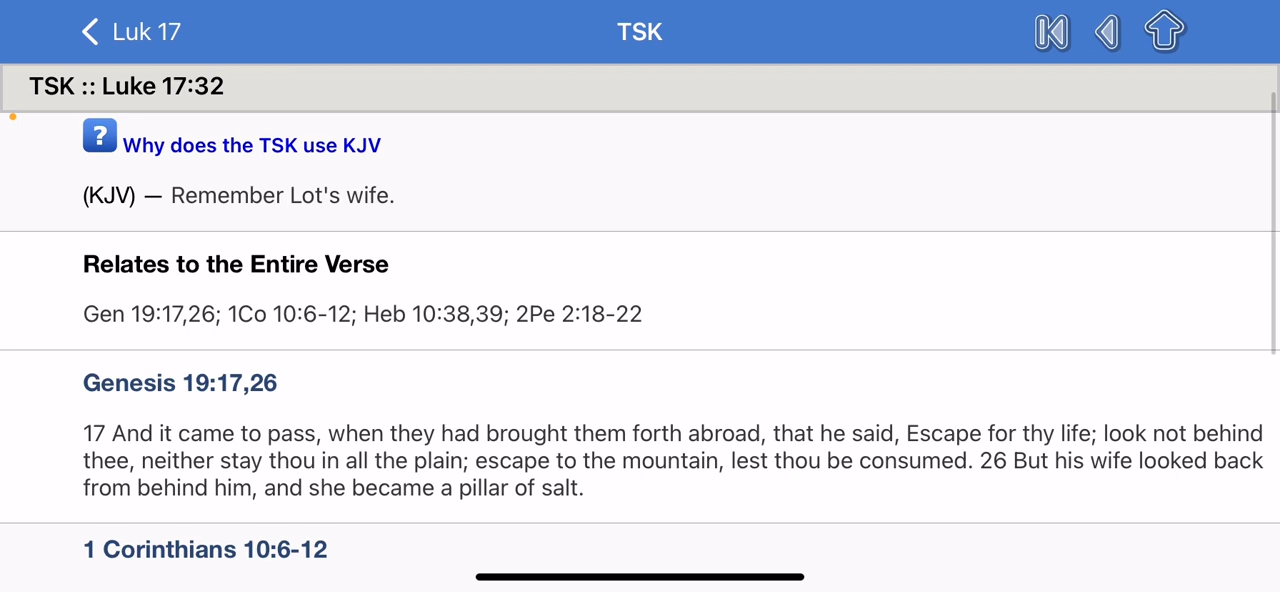 Luk 17
TSK
TSK :: Luke 17:32
? Why does the TSK use KJV
(KJV) — Remember Lot's wife.
Relates to the Entire Verse
Gen 19:17,26; 1Co 10:6-12; Heb 10:38,39; 2Pe 2:18-22
Genesis 19:17,26
17 And it came to pass, when they had brought them forth abroad, that he said, Escape for thy life; look not behind
thee, neither stay thou in all the plain; escape to the mountain, lest thou be consumed. 26 But his wife looked back
from behind him, and she became a pillar of salt.
1 Corinthians 10:6-12